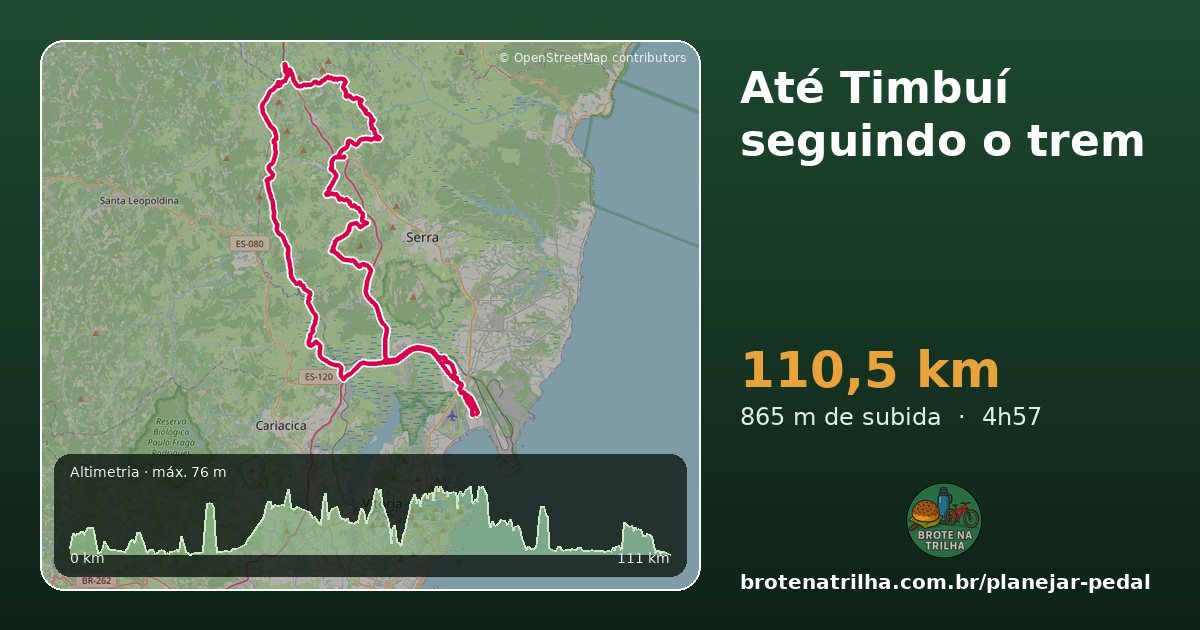 © OpenStreetMap contributors
Até Timbuí
seguindo o trem
Santa Leopoldina
ES-080
Serra
ES-120
Cariacica
Reserva
Biológica
Paulo Fraga
Rodrigues
110,5 km
865 m de subida · 4h57
Altimetria · máx. 76 m
Vitória
0 km
111 km
BR-262
BROTE NA
TRILHA
brotenatrilha.com.br/planejar-pedal